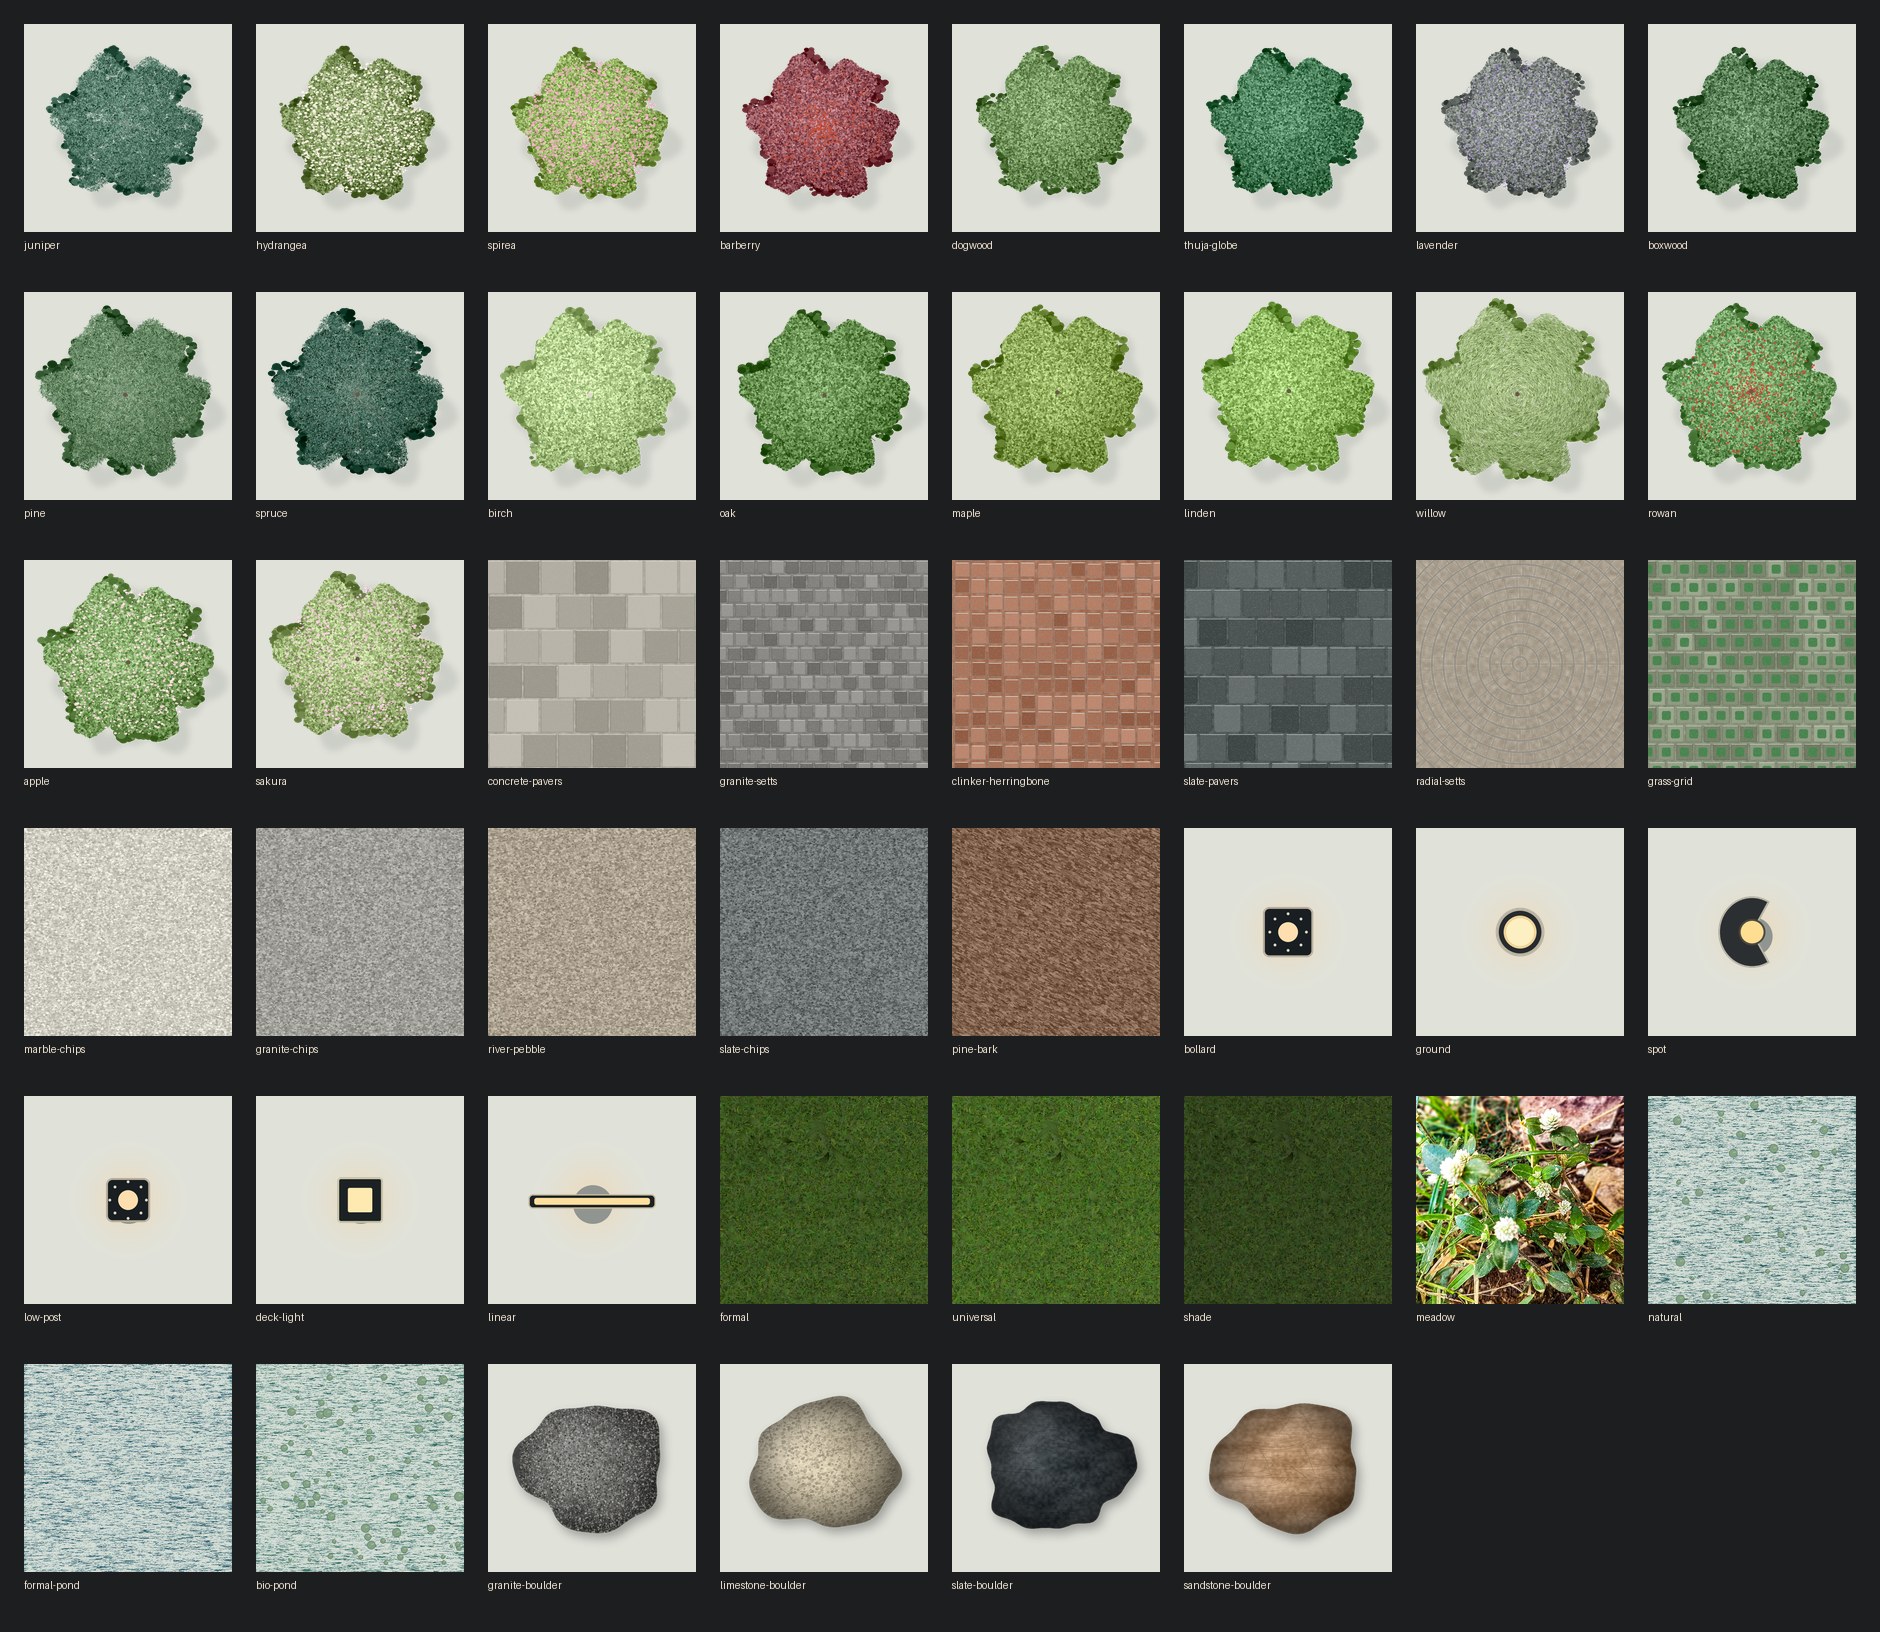 juniper
hydrangea
spirea
barberry
dogwood
thuja-globe
lavender
boxwood
pine
spruce
birch
oak
maple
linden
willow
rowan
apple
sakura
concrete-pavers
granite-setts
clinker-herringbone
slate-pavers
radial-setts
grass-grid
marble-chips
granite-chips
river-pebble
slate-chips
pine-bark
bollard
ground
spot
low-post
deck-light
linear
formal
universal
shade
meadow
natural
formal-pond
bio-pond
granite-boulder
limestone-boulder
slate-boulder
sandstone-boulder